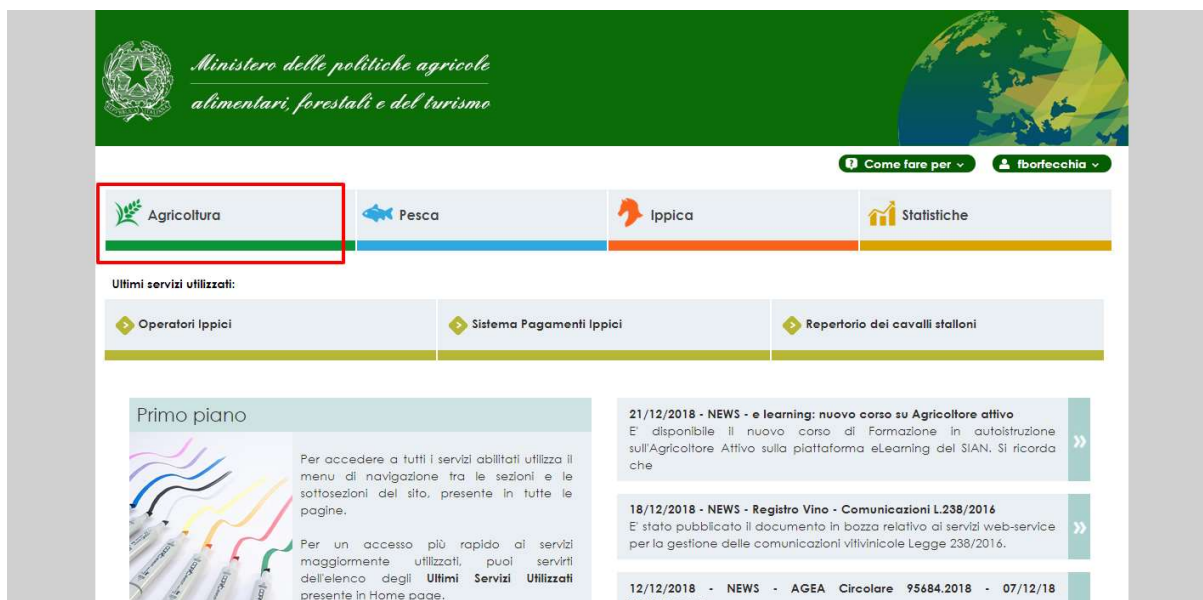 Ministero delle politiche agricole
alimentari, forestali e del turismo
Come fare per
fborfecchia
Agricoltura
Pesca
Ippica
Statistiche
Ultimi servizi utilizzati:
Operatori Ippici
Sistema Pagamenti Ippici
Repertorio dei cavalli stalloni
Primo piano
Per accedere a tutti i servizi abilitati utilizza il
menu di navigazione tra le sezioni e le
sottosezioni del sito, presente in tutte le
pagine.
Per un accesso più rapido ai servizi
maggiormente utilizzati, puoi servirti
dell'elenco degli Ultimi Servizi Utilizzati
presente in Home page.
21/12/2018 - NEWS - e learning: nuovo corso su Agricoltore attivo
E' disponibile il nuovo corso di Formazione in autoistruzione
sull'Agricoltore Attivo sulla piattaforma eLearning del SIAN. Si ricorda
che
18/12/2018 - NEWS - Registro Vino - Comunicazioni L.238/2016
E' stato pubblicato il documento in bozza relativo ai servizi web-service
per la gestione delle comunicazioni vitivinicole Legge 238/2016.
12/12/2018 - NEWS - AGEA Circolare 95684.2018 - 07/12/18